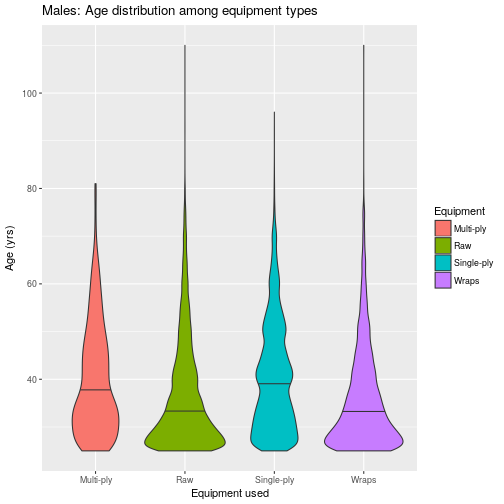 Males: Age distribution among equipment types
Age (yrs)
100
80
60
40
Multi-ply
Raw
Single-ply
Wraps
Equipment used
Equipment
Multi-ply
Raw
Single-ply
Wraps